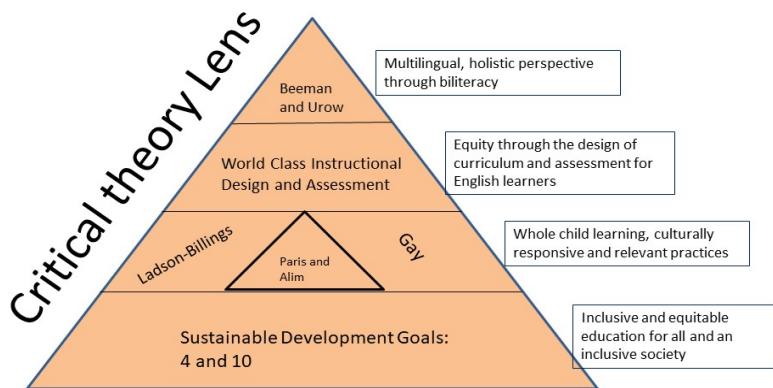 Critical theory Lens
Beeman
and Urow
Multilingual, holistic perspective
through biliteracy
World Class Instructional
Design and Assessment
Equity through the design of
curriculum and assessment for
English learners
Ladson-Billings
Paris and
Alim
Gay
Whole child learning, culturally
responsive and relevant practices
Sustainable Development Goals:
4 and 10
Inclusive and equitable
education for all and an
inclusive society